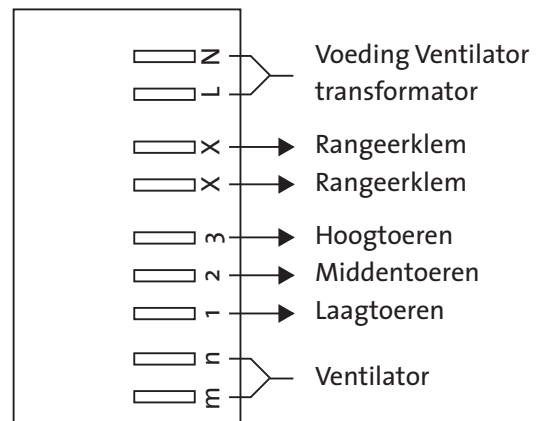 N
L
Voeding Ventilator
transformator
X Rangeerklem
X Rangeerklem
3 Hoogtoeren
2 Middentoeren
1 Laagtoeren
n
m
Ventilator